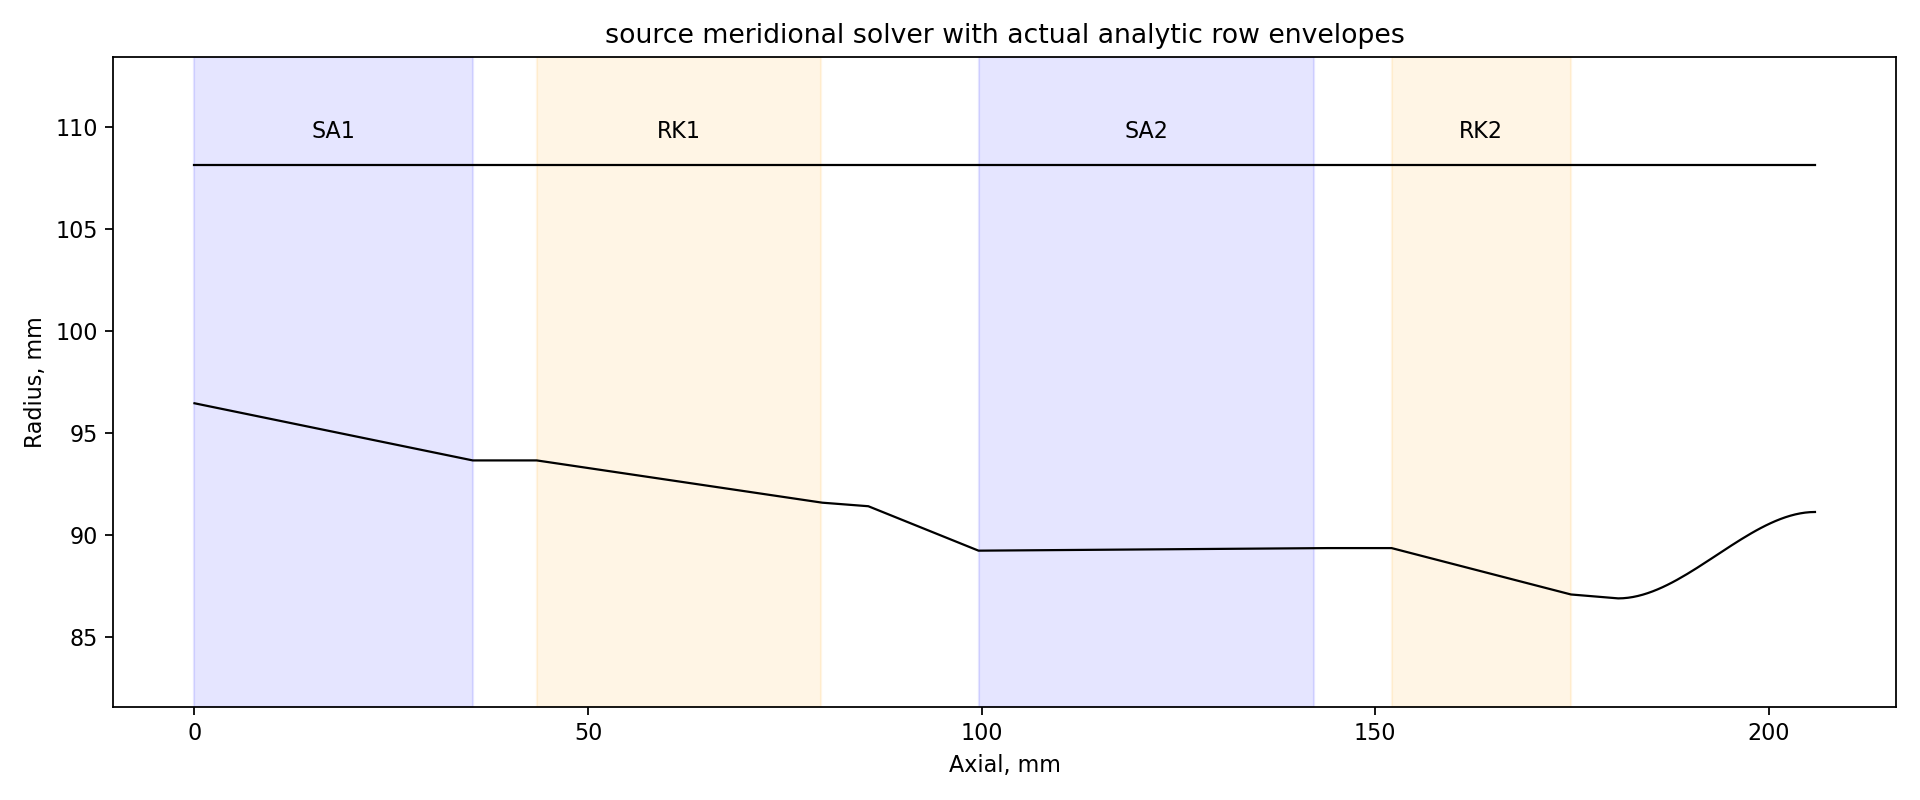 source meridional solver with actual analytic row envelopes
SA1 RK1 SA2 RK2
110
105
100
95
90
85
Radius, mm
0 50 100 150 200
Axial, mm